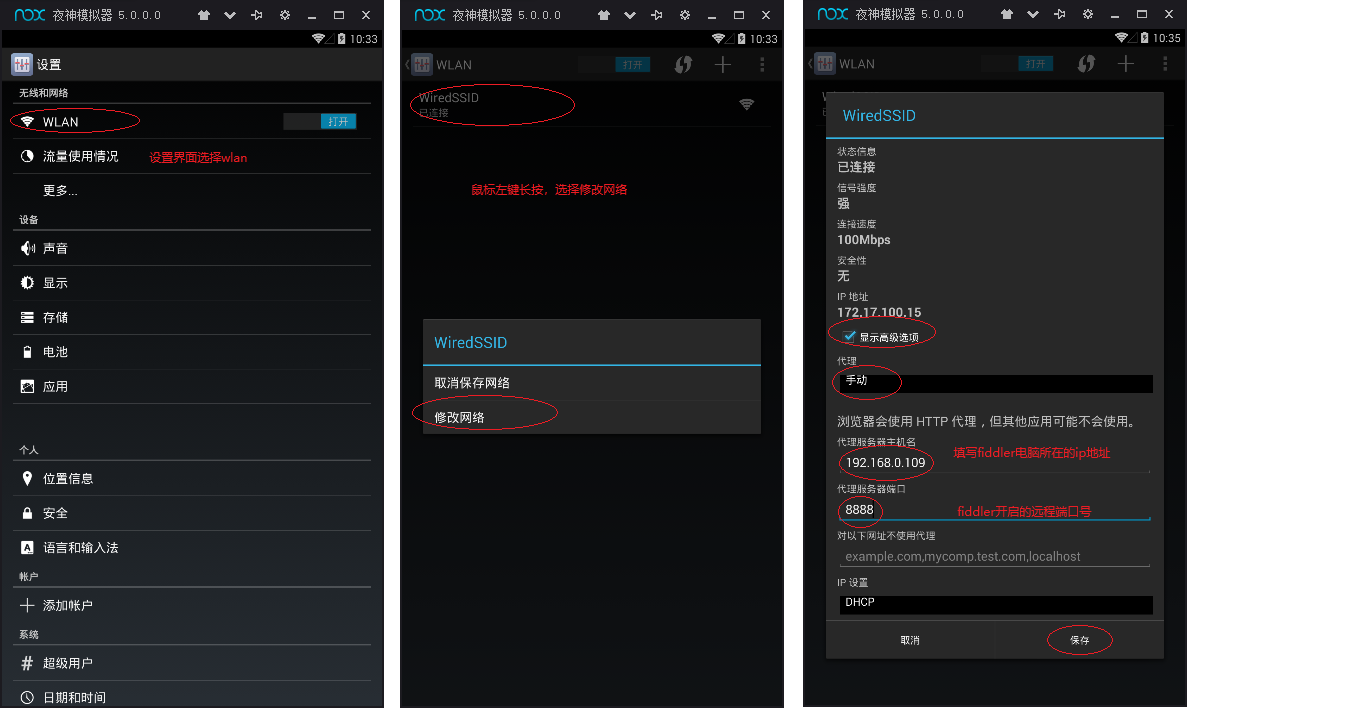 nox 夜神模拟器 5.0.0.0
10:33
设置
无线和网络
WLAN 打开
流量使用情况 设置界面选择wlan
更多...
设备
声音
显示
存储
电池
应用
个人
位置信息
安全
语言和输入法
帐户
添加帐户
系统
超级用户
日期和时间
nox 夜神模拟器 5.0.0.0
10:33
WLAN 打开
WiredSSID
已连接
鼠标左键长按，选择修改网络
WiredSSID
取消保存网络
修改网络
nox 夜神模拟器 5.0.0.0
10:35
WLAN 打开
WiredSSID
状态信息
已连接
信号强度
强
连接速度
100Mbps
安全性
无
IP 地址
172.17.100.15
显示高级选项
代理
手动
浏览器会使用 HTTP 代理，但其他应用可能不会使用。
代理服务器主机名
192.168.0.109 填写fiddler电脑所在的ip地址
代理服务器端口
8888 fiddler开启的远程端口号
对以下网址不使用代理
example.com,mycomp.test.com,localhost
IP 设置
DHCP
取消 保存